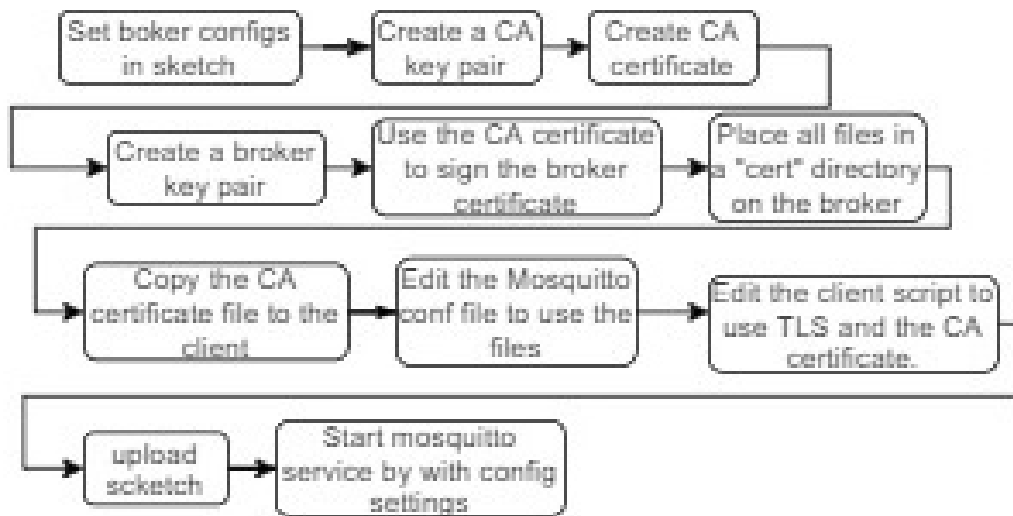 Set boker configs
in sketch
Create a CA
key pair
Create CA
certificate
Create a broker
key pair
Use the CA certificate
to sign the broker
certificate
Place all files in
a "cert" directory
on the broker
Copy the CA
certificate file to the
client
Edit the Mosquitto
conf file to use the
files
Edit the client script to
use TLS and the CA
certificate.
upload
scketch
Start mosquitto
service by with config
settings